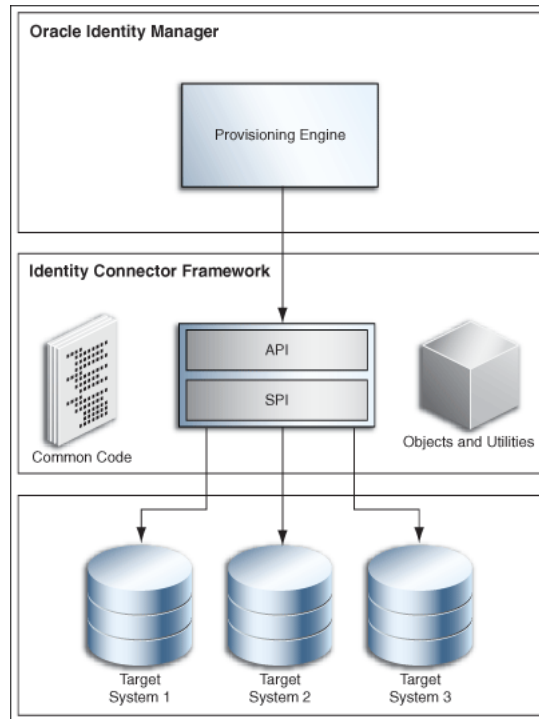 Oracle Identity Manager
Provisioning Engine
Identity Connector Framework
API
SPI
Common Code
Objects and Utilities
Target
System 1
Target
System 2
Target
System 3